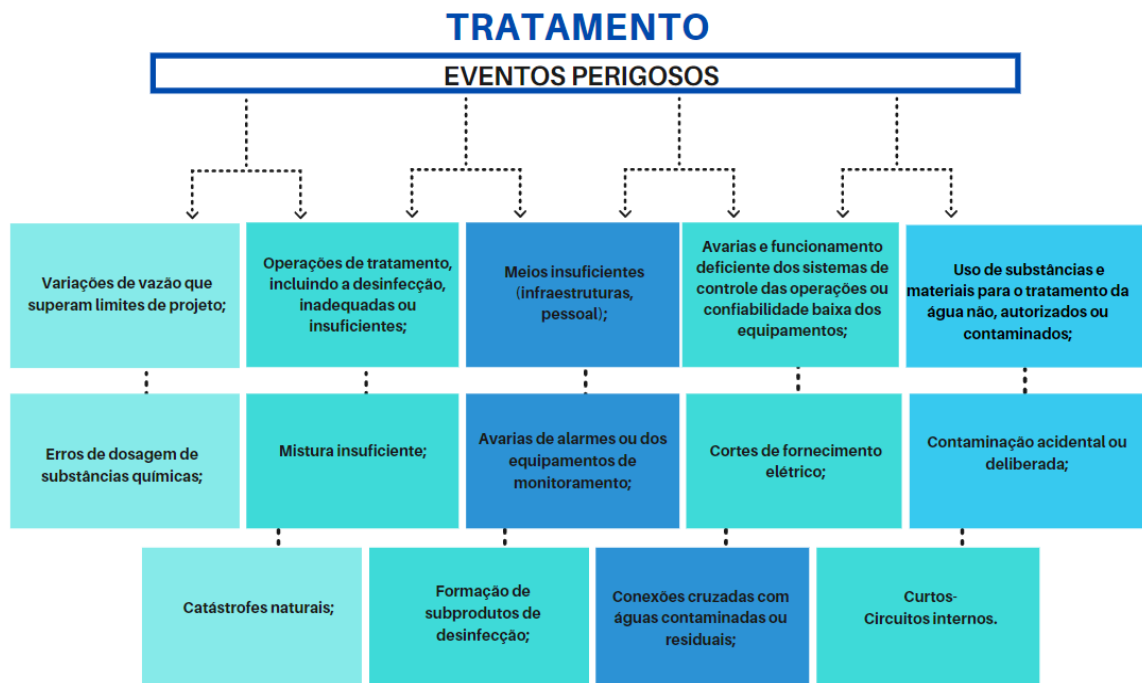 TRATAMENTO
EVENTOS PERIGOSOS
Variações de vazão que
superam limites de projeto;
Operações de tratamento,
incluindo a desinfecção,
inadequadas ou
insuficientes;
Meios insuficientes
(infraestruturas,
pessoal);
Avarias e funcionamento
deficiente dos sistemas de
controle das operações ou
confiabilidade baixa dos
equipamentos;
Uso de substâncias e
materiais para o tratamento da
água não, autorizados ou
contaminados;
Erros de dosagem de
substâncias químicas;
Mistura insuficiente;
Avarias de alarmes ou dos
equipamentos de
monitoramento;
Cortes de fornecimento
elétrico;
Contaminação acidental ou
deliberada;
Catástrofes naturais;
Formação de
subprodutos de
desinfecção;
Conexões cruzadas com
águas contaminadas ou
residuais;
Curtos-
Circuitos internos.